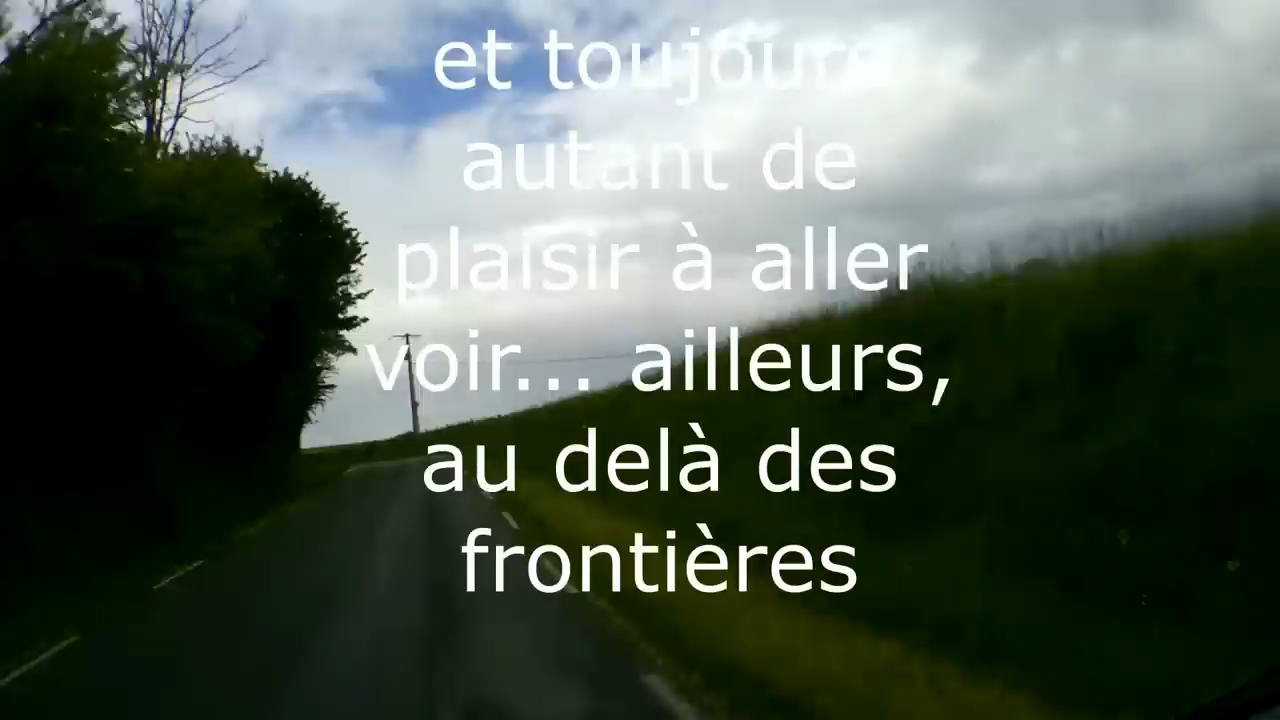 et toujours
autant de
plaisir à aller
voir... ailleurs,
au delà des
frontières